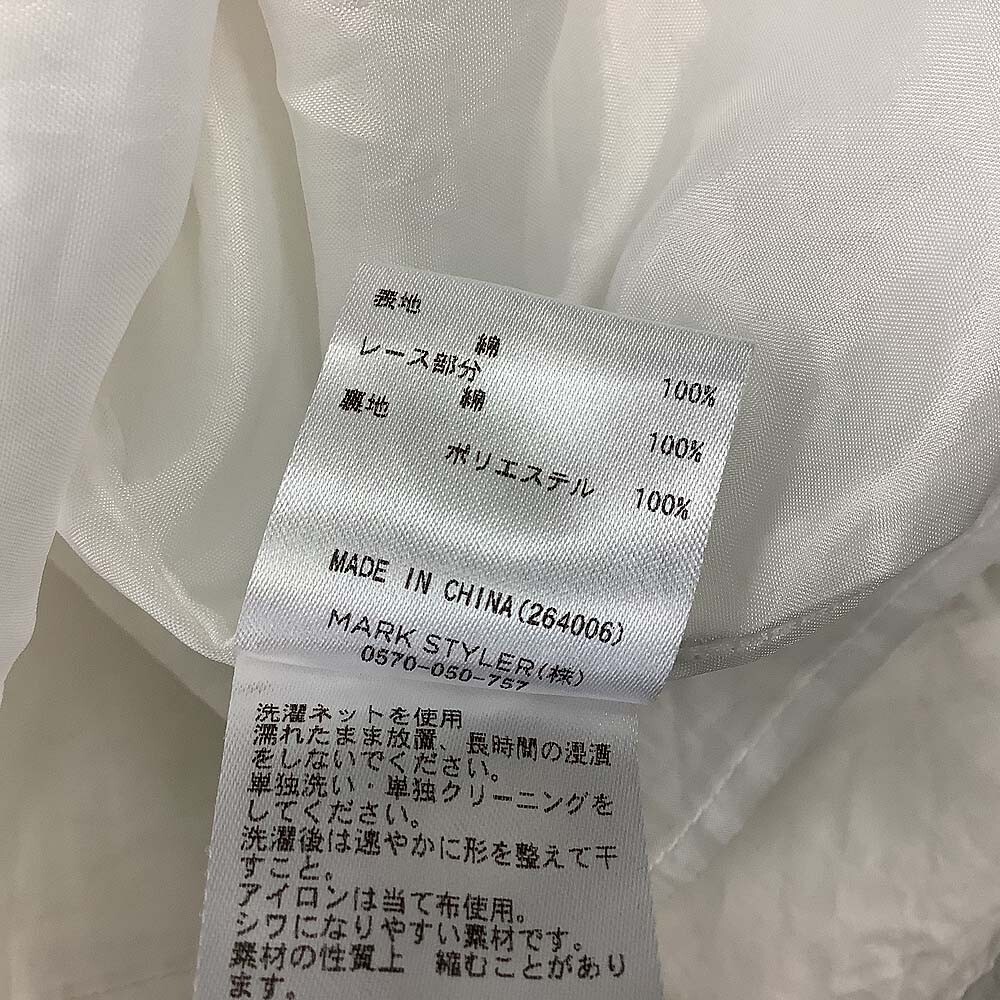 表地
綿 100%
レース部分
綿 100%
裏地
ポリエステル 100%
MADE IN CHINA(264006)
MARK STYLER(株)
0570-050-757
洗濯ネットを使用
濡れたまま放置、長時間の浸漬
をしないでください。
単独洗い・単独クリーニングを
してください。
洗濯後は速やかに形を整えて干
すこと。
アイロンは当て布使用。
シワになりやすい素材です。
素材の性質上 縮むことがあり
ます。